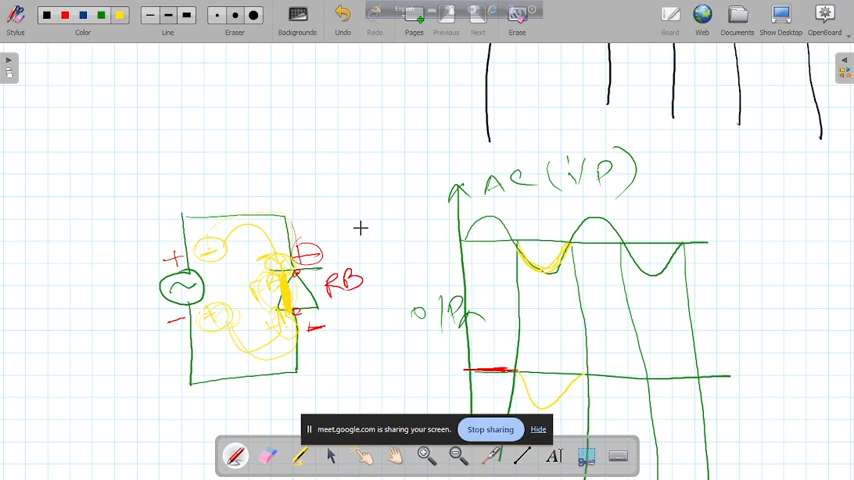 English
Stylus
Color
Line
Eraser
Backgrounds
Undo
Redo
Pages
Previous
Next
Erase
Board
Web
Documents
Show Desktop
OpenBoard
AC (i/p)
+
+
RB
o/p
-
-
meet.google.com is sharing your screen.
Stop sharing
Hide